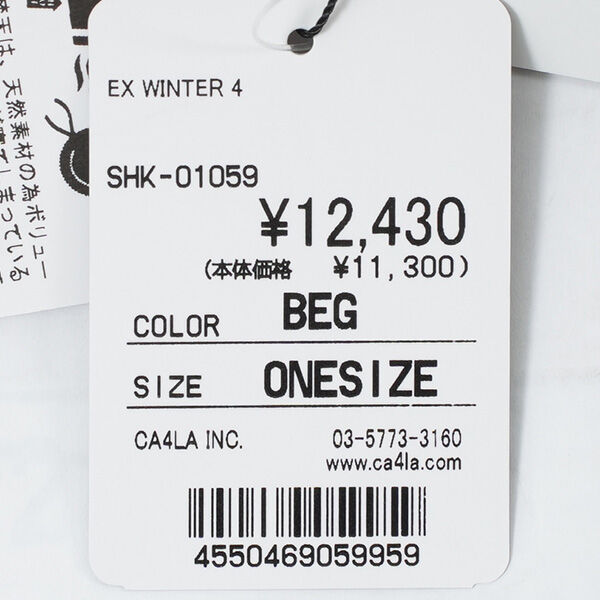 EX WINTER 4
SHK-01059
¥12,430
(本体価格 ¥11,300)
COLOR BEG
SIZE ONESIZE
CA4LA INC. 03-5773-3160
www.ca4la.com
4550469059959
天然素材の為ボリュー
まっている